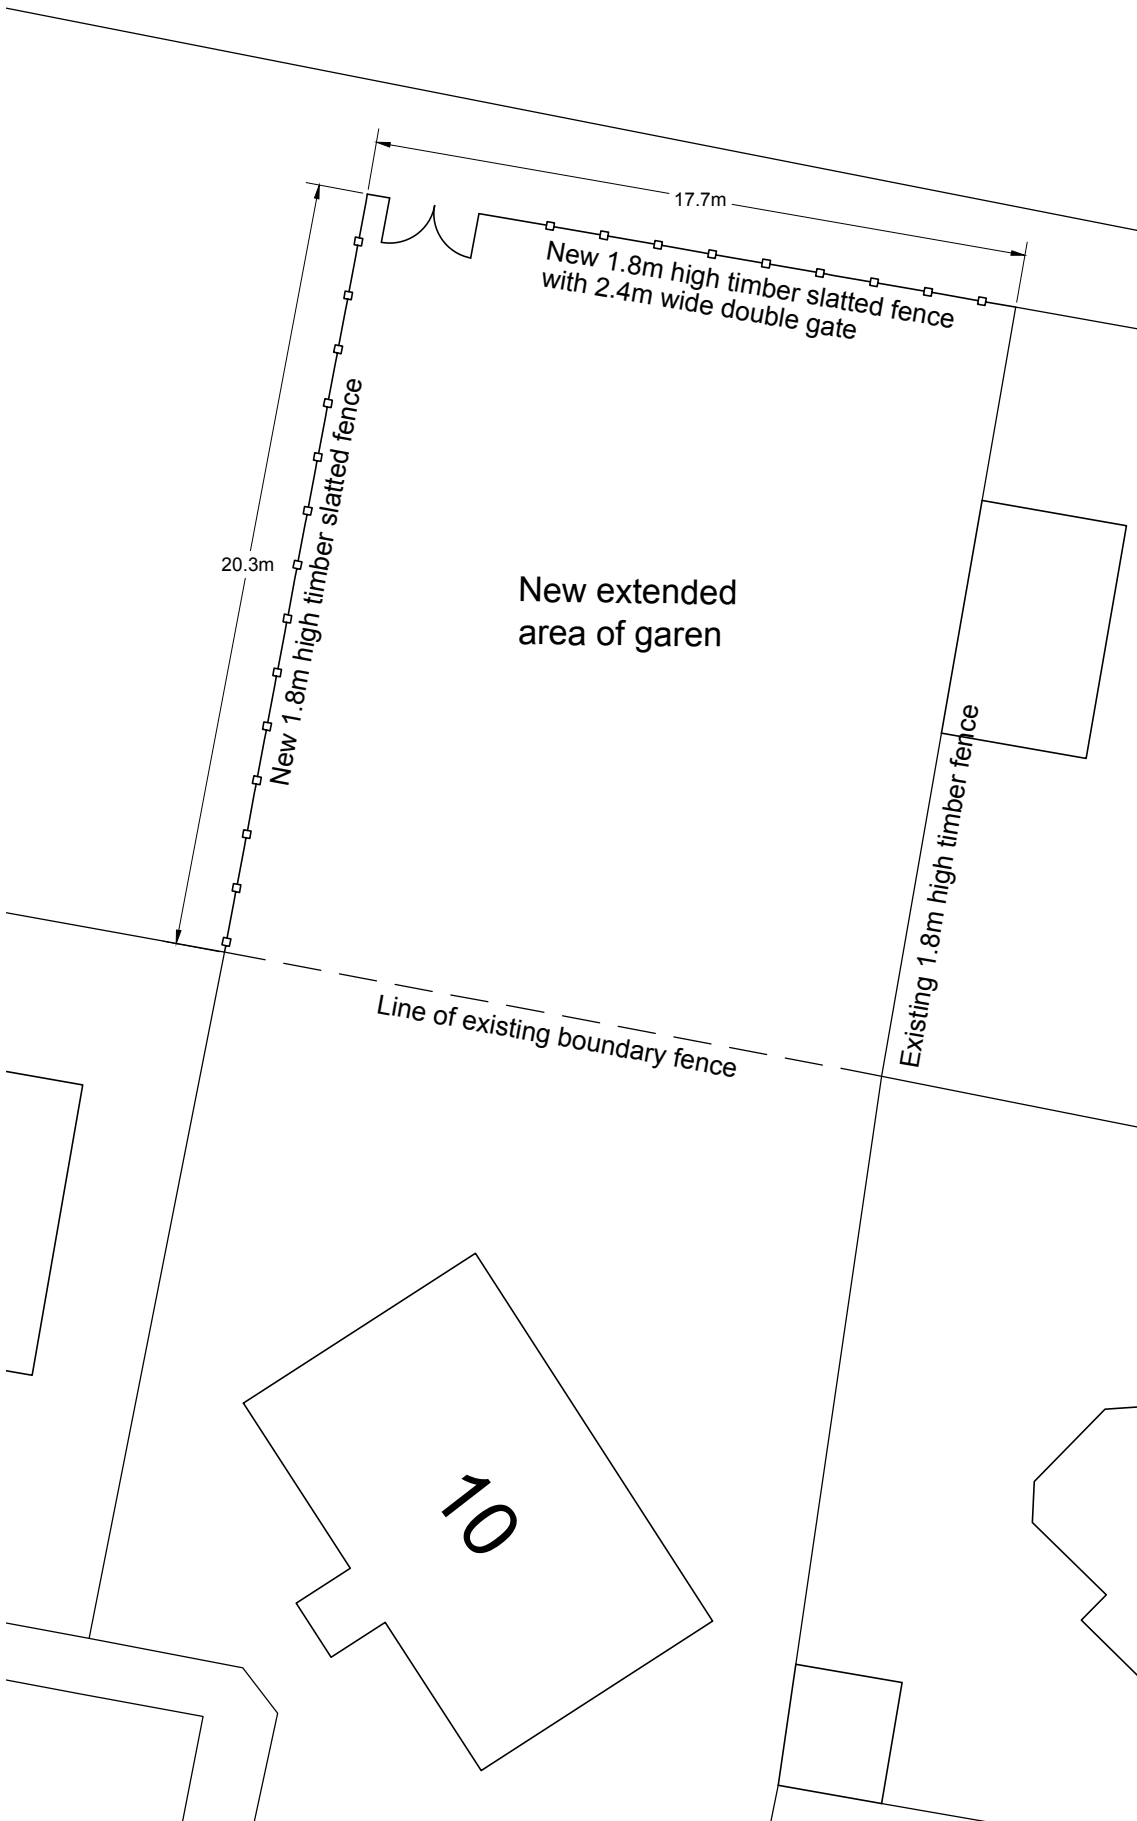 17.7m
New 1.8m high timber slatted fence
with 2.4m wide double gate
New 1.8m high timber slatted fence
20.3m
New extended
area of garen
Existing 1.8m high timber fence
Line of existing boundary fence
10